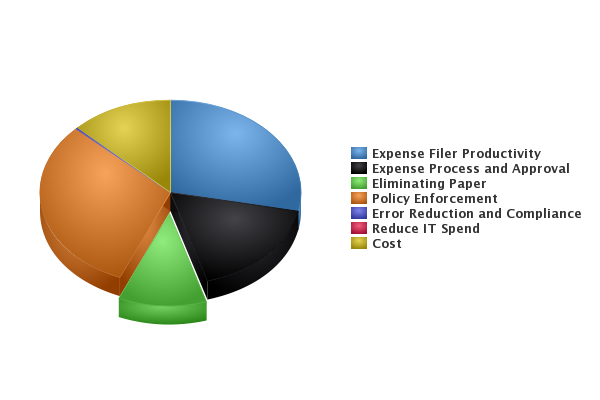 Expense Filer Productivity
Expense Process and Approval
Eliminating Paper
Policy Enforcement
Error Reduction and Compliance
Reduce IT Spend
Cost